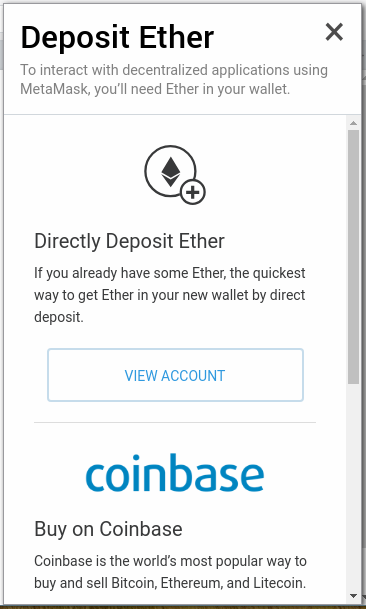 Deposit Ether
To interact with decentralized applications using
MetaMask, you’ll need Ether in your wallet.
Directly Deposit Ether
If you already have some Ether, the quickest
way to get Ether in your new wallet by direct
deposit.
VIEW ACCOUNT
coinbase
Buy on Coinbase
Coinbase is the world’s most popular way to
buy and sell Bitcoin, Ethereum, and Litecoin.